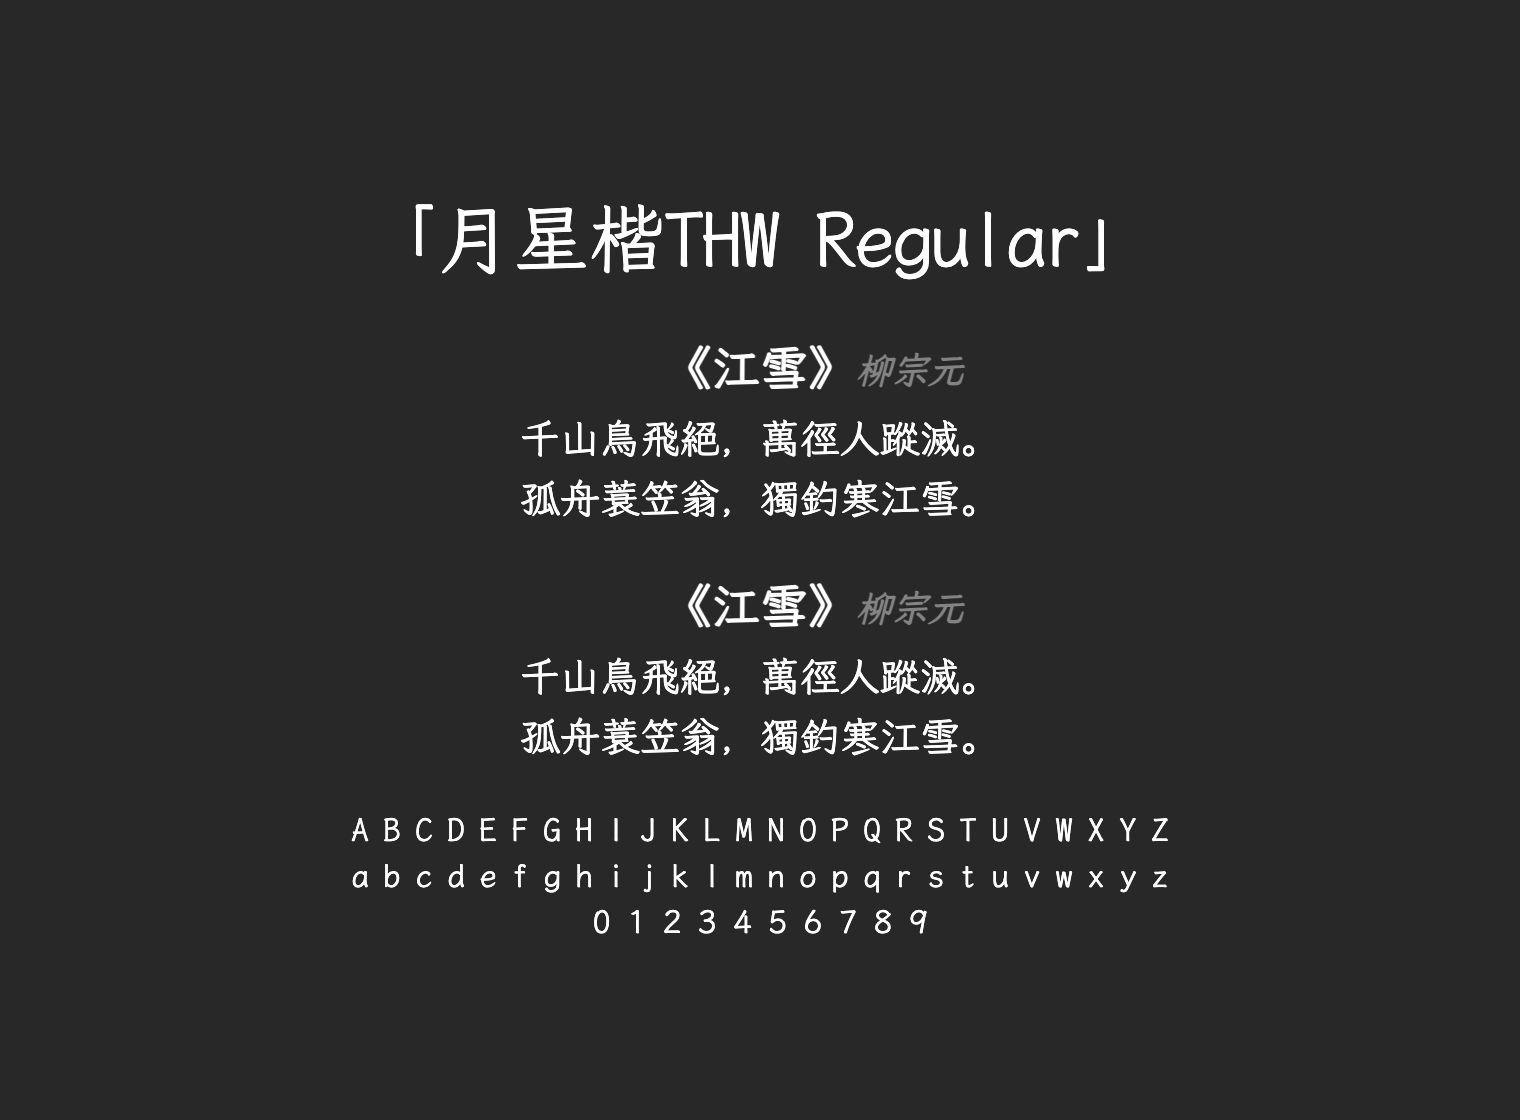 「月星楷THW Regular」
《江雪》柳宗元
千山鳥飛絕，萬徑人蹤滅。
孤舟蓑笠翁，獨釣寒江雪。
《江雪》柳宗元
千山鳥飛絕，萬徑人蹤滅。
孤舟蓑笠翁，獨釣寒江雪。
A B C D E F G H I J K L M N O P Q R S T U V W X Y Z
a b c d e f g h i j k l m n o p q r s t u v w x y z
0 1 2 3 4 5 6 7 8 9